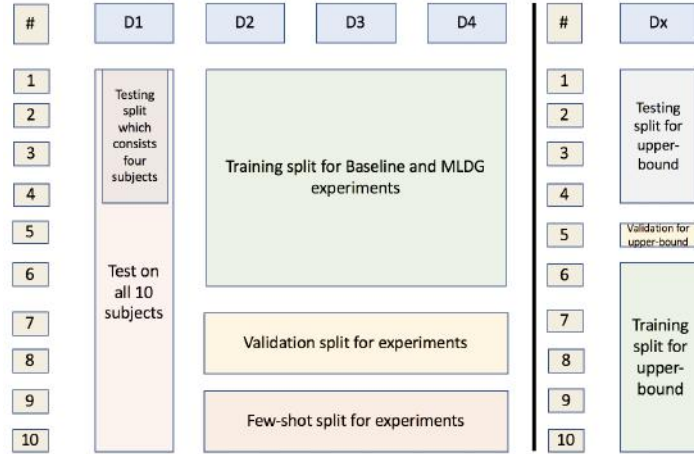 # D1 D2 D3 D4 # Dx
1
2
3
4
5
6
7
8
9
10
Testing
split
which
consists
four
subjects
Test on
all 10
subjects
Training split for Baseline and MLDG
experiments
Validation split for experiments
Few-shot split for experiments
1
2
3
4
5
6
7
8
9
10
Testing
split for
upper-
bound
Validation for
upper-bound
Training
split for
upper-
bound